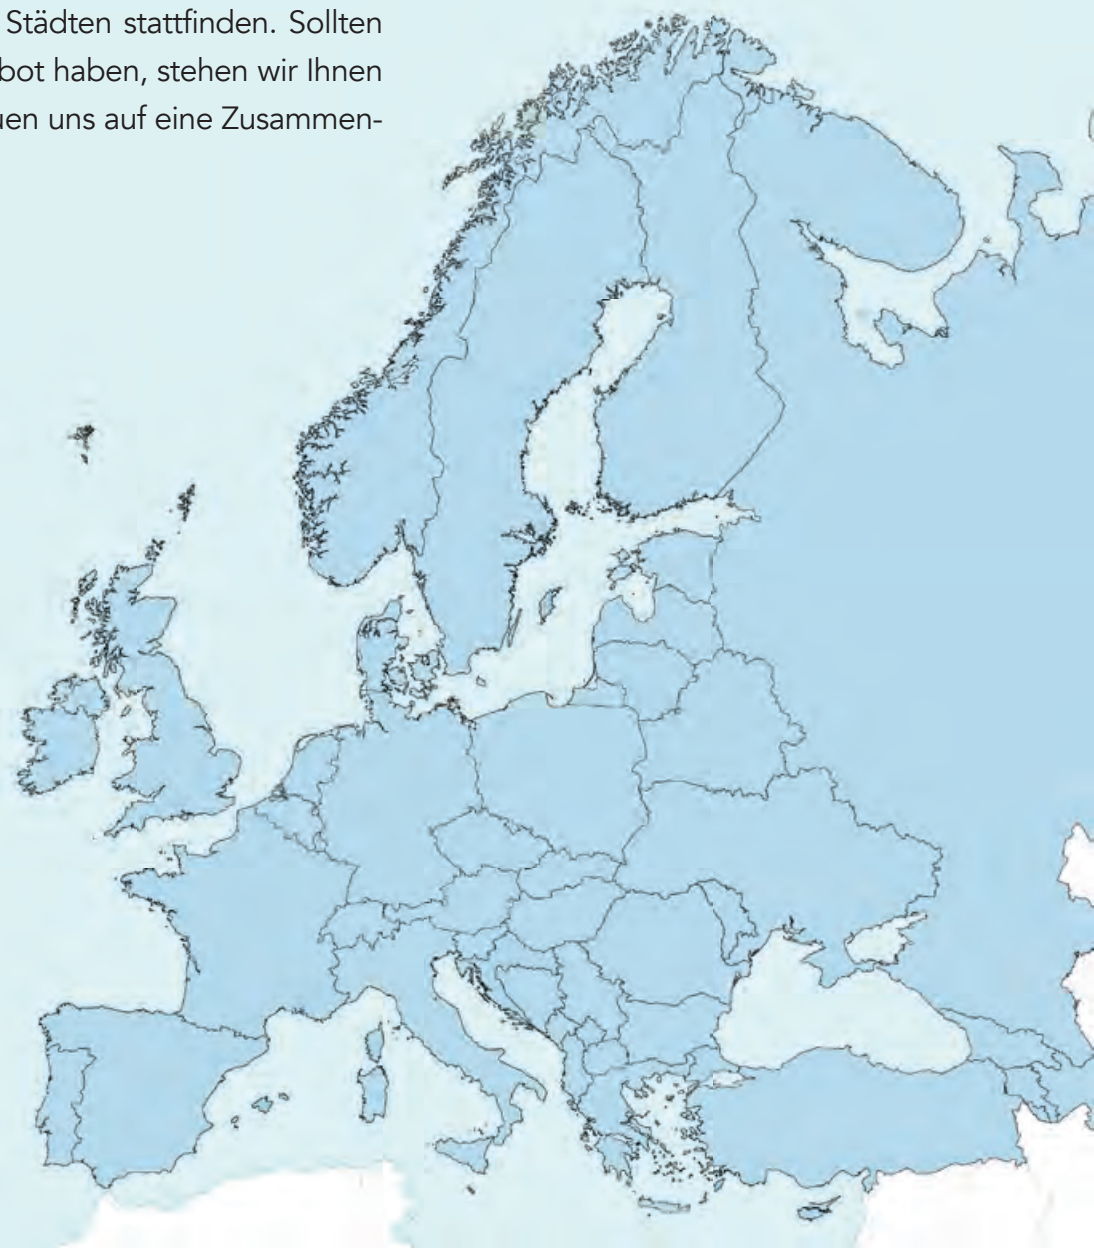 Städten stattfinden. Sollten
bot haben, stehen wir Ihnen
uen uns auf eine Zusammen-